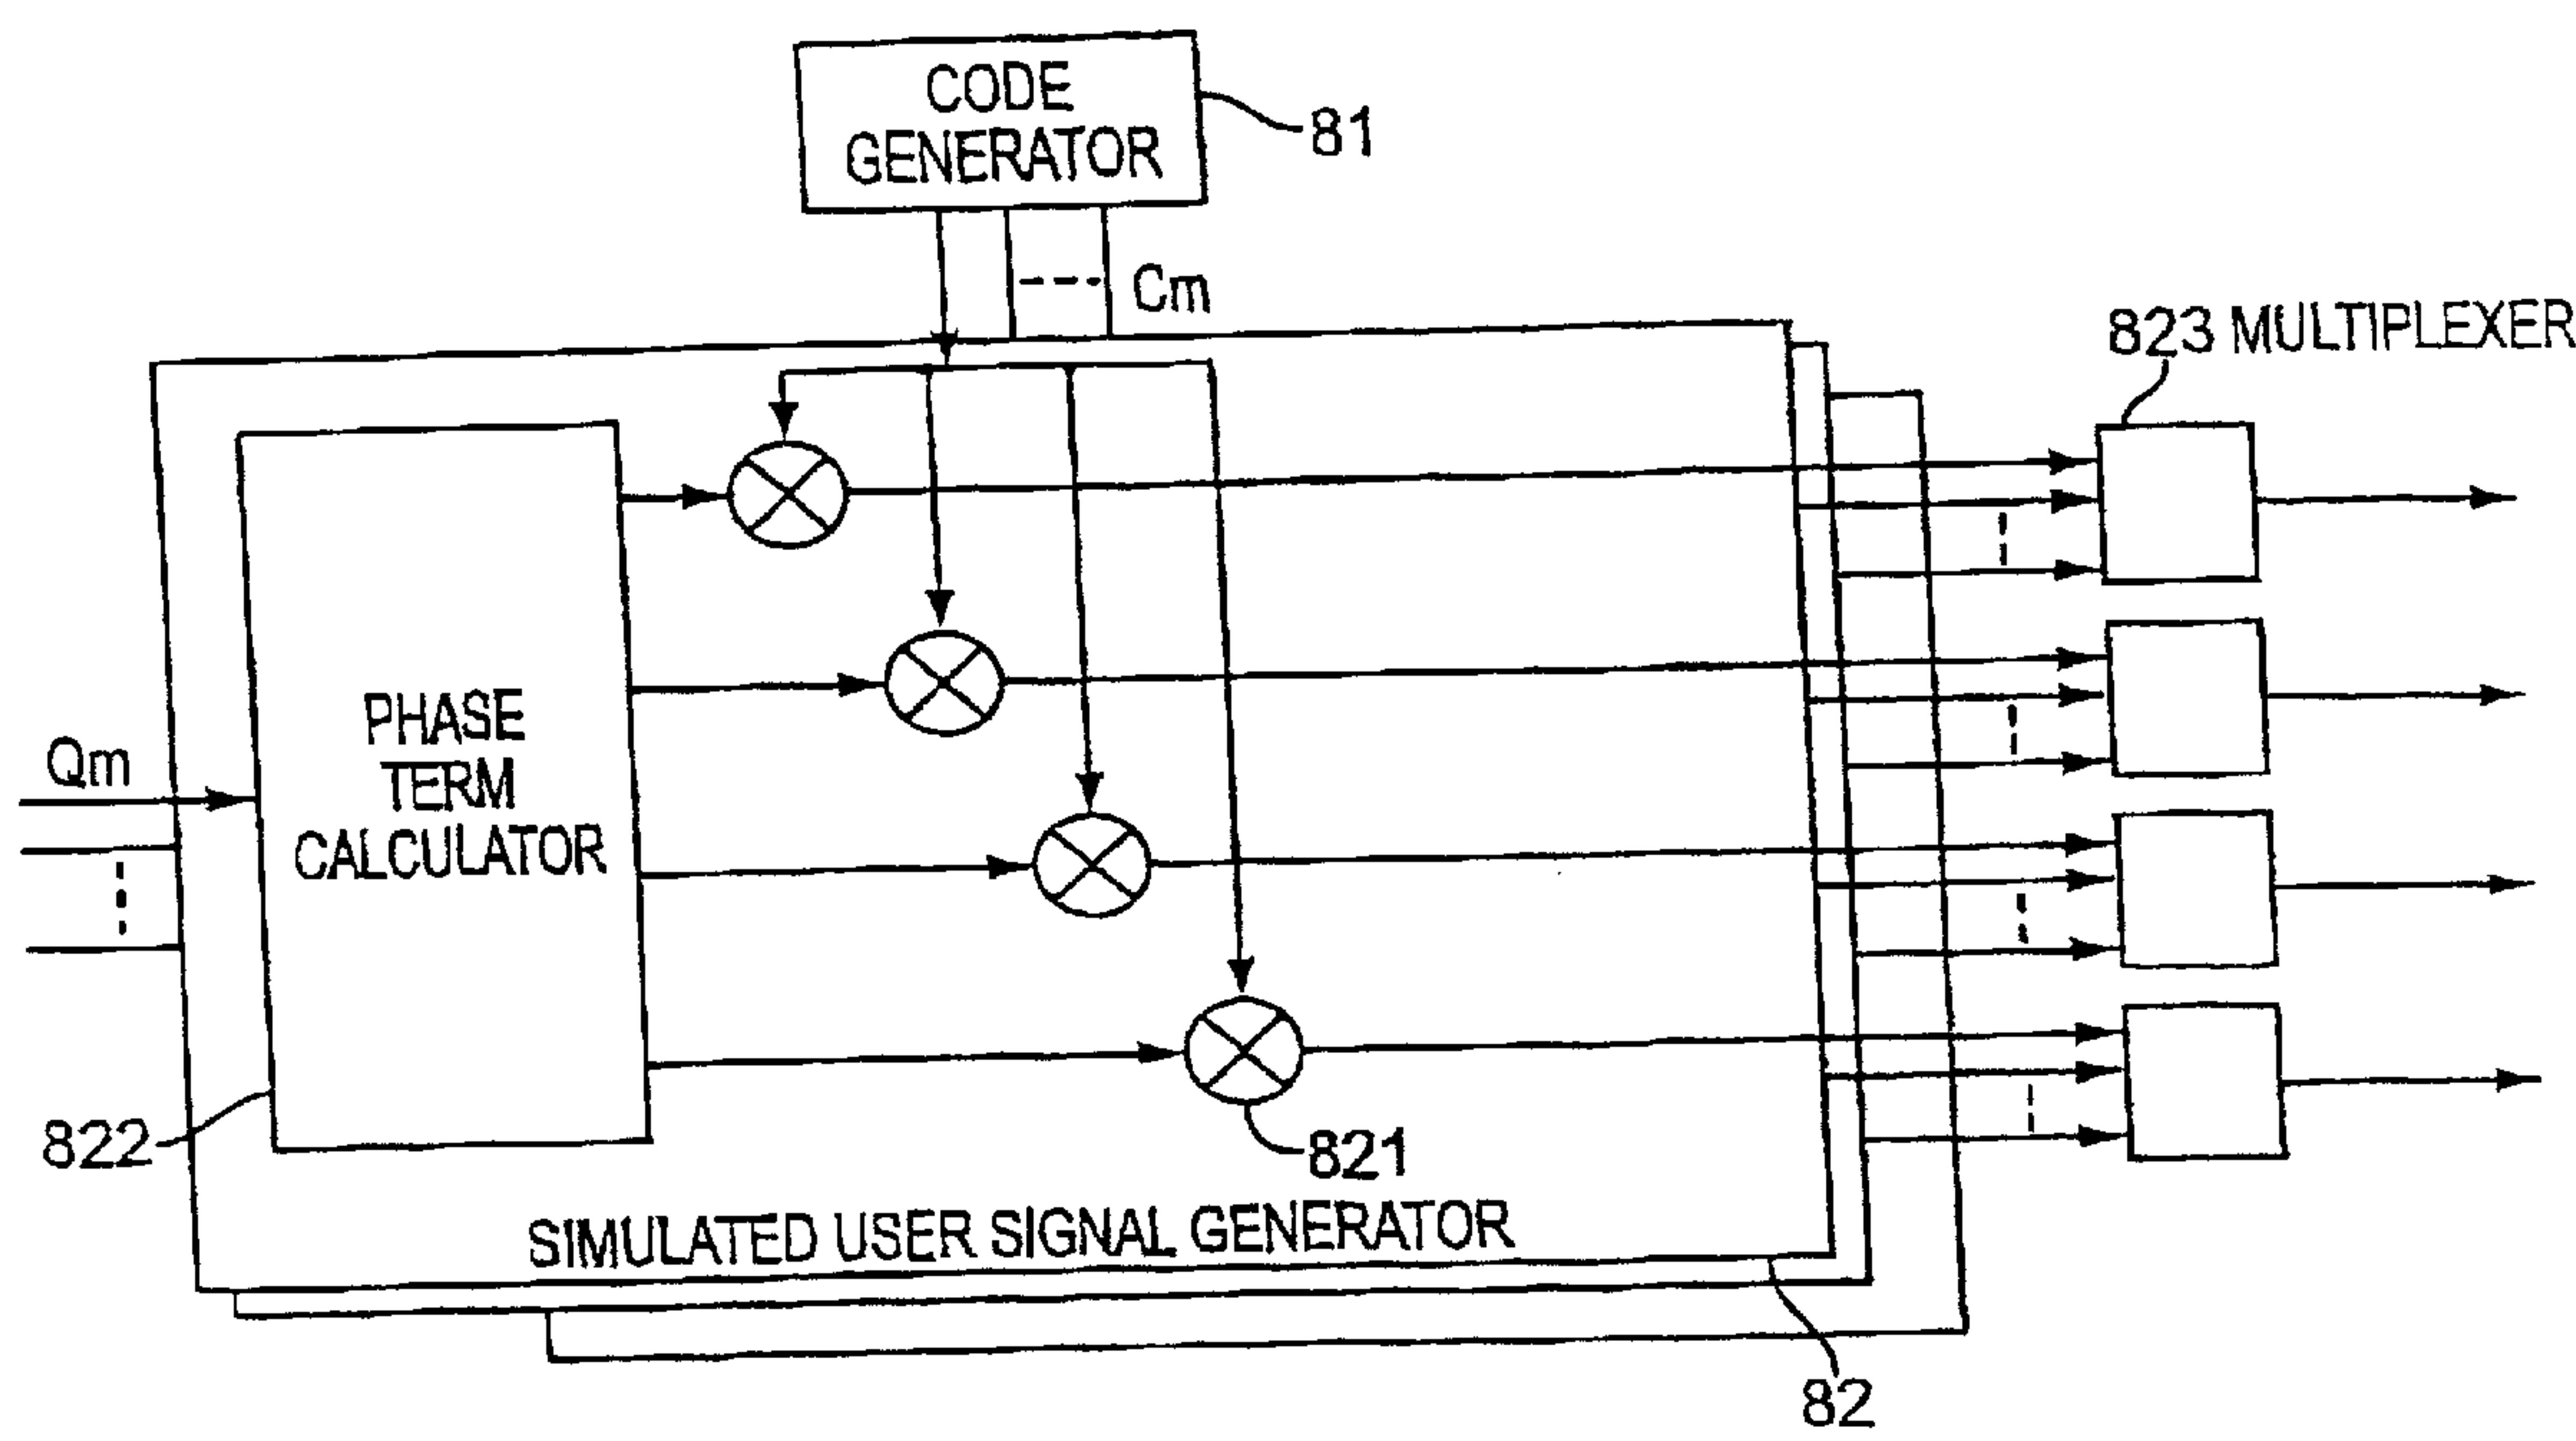 CODE
GENERATOR
81
Cm
823 MULTIPLEXER
Qm
PHASE
TERM
CALCULATOR
822
821
SIMULATED USER SIGNAL GENERATOR
82